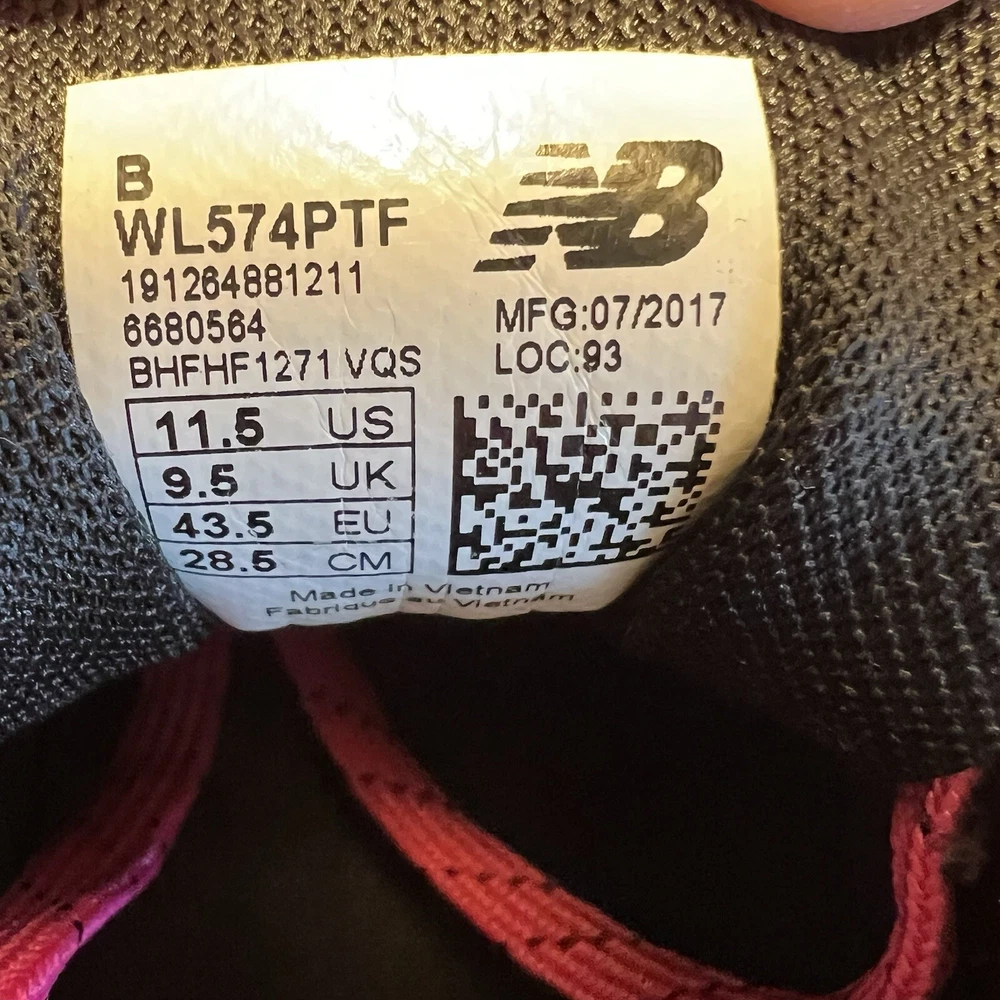 B
WL574PTF
191264881211
6680564
BHFHF1271 VQS
NB
MFG:07/2017
LOC:93
11.5 US
9.5 UK
43.5 EU
28.5 CM
Made in Vietnam
Fabriqué au Vietnam